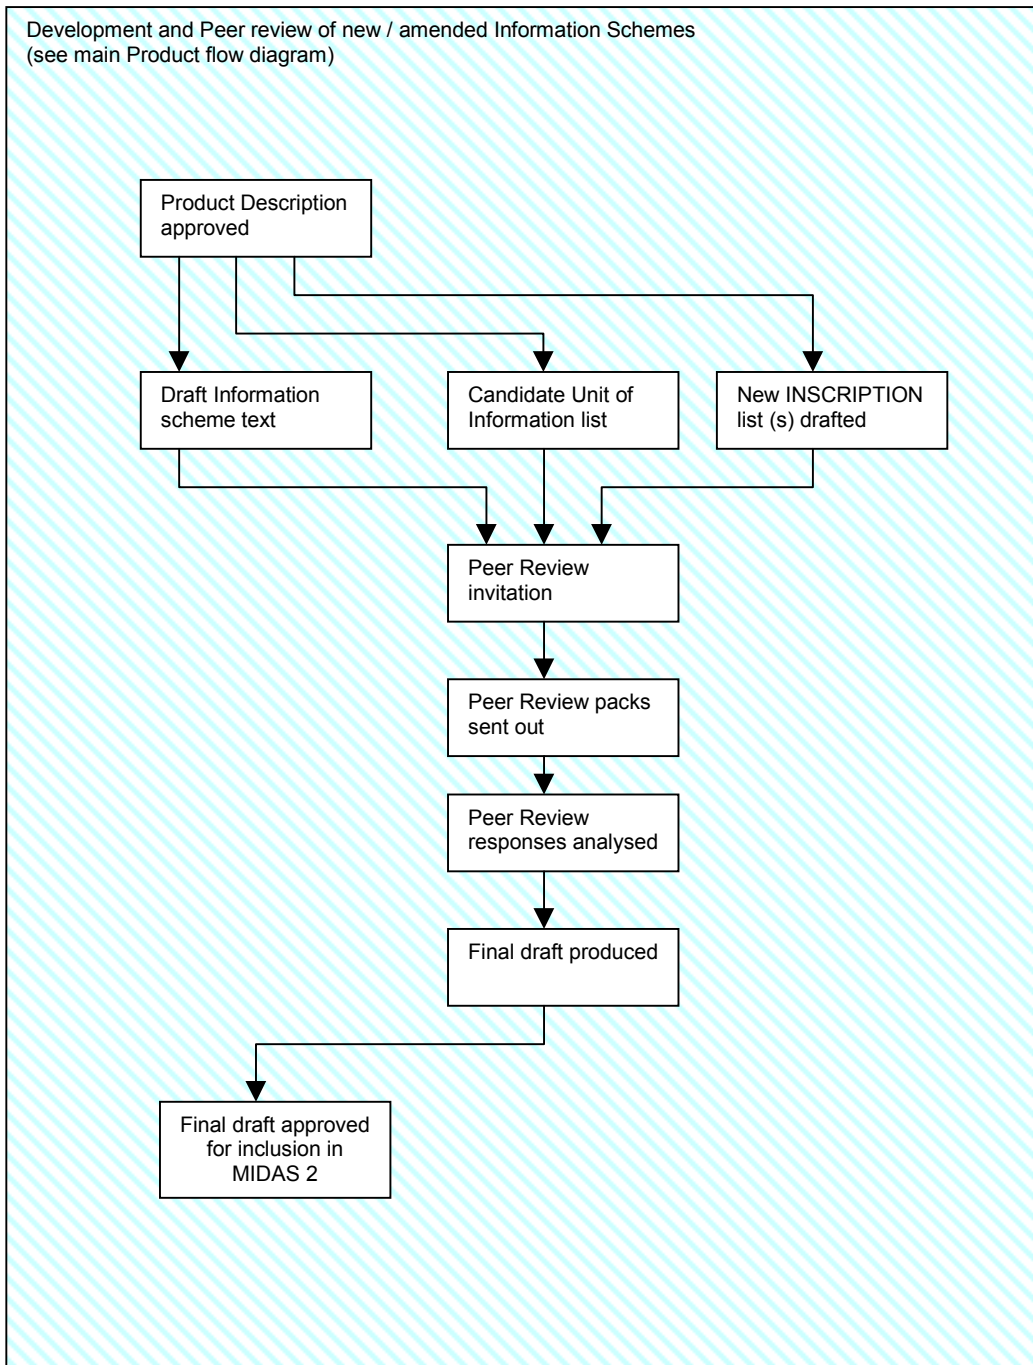 Development and Peer review of new / amended Information Schemes
(see main Product flow diagram)
Product Description
approved
Draft Information
scheme text
Candidate Unit of
Information list
New INSCRIPTION
list (s) drafted
Peer Review
invitation
Peer Review packs
sent out
Peer Review
responses analysed
Final draft produced
Final draft approved
for inclusion in
MIDAS 2